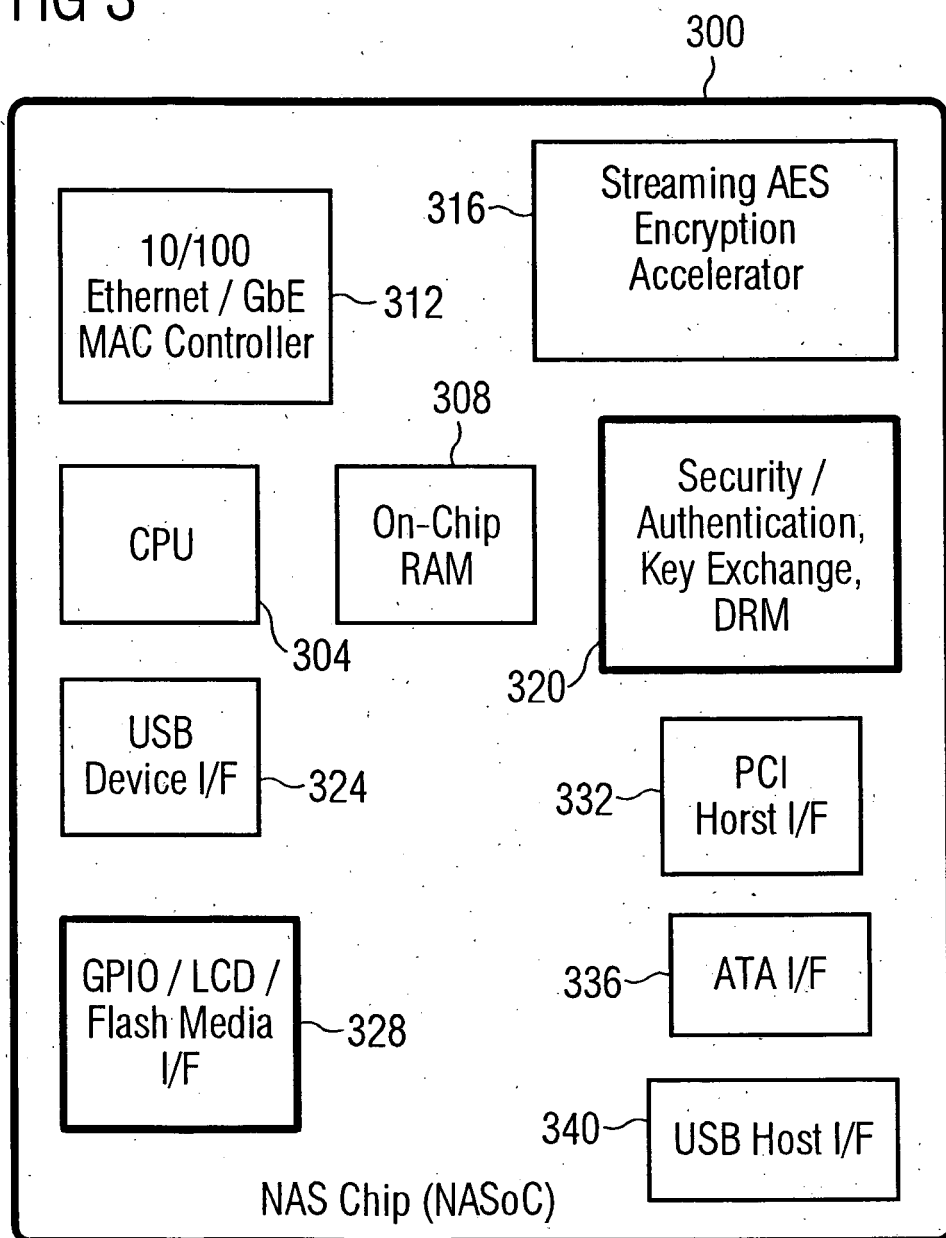 FIG 3
300
Streaming AES
Encryption
Accelerator
316
10/100
Ethernet / GbE
MAC Controller
312
308
CPU
304
On-Chip
RAM
Security /
Authentication,
Key Exchange,
DRM
320
USB
Device I/F
324
332
PCI
Horst I/F
GPIO / LCD /
Flash Media
I/F
328
336
ATA I/F
340
USB Host I/F
NAS Chip (NASoC)